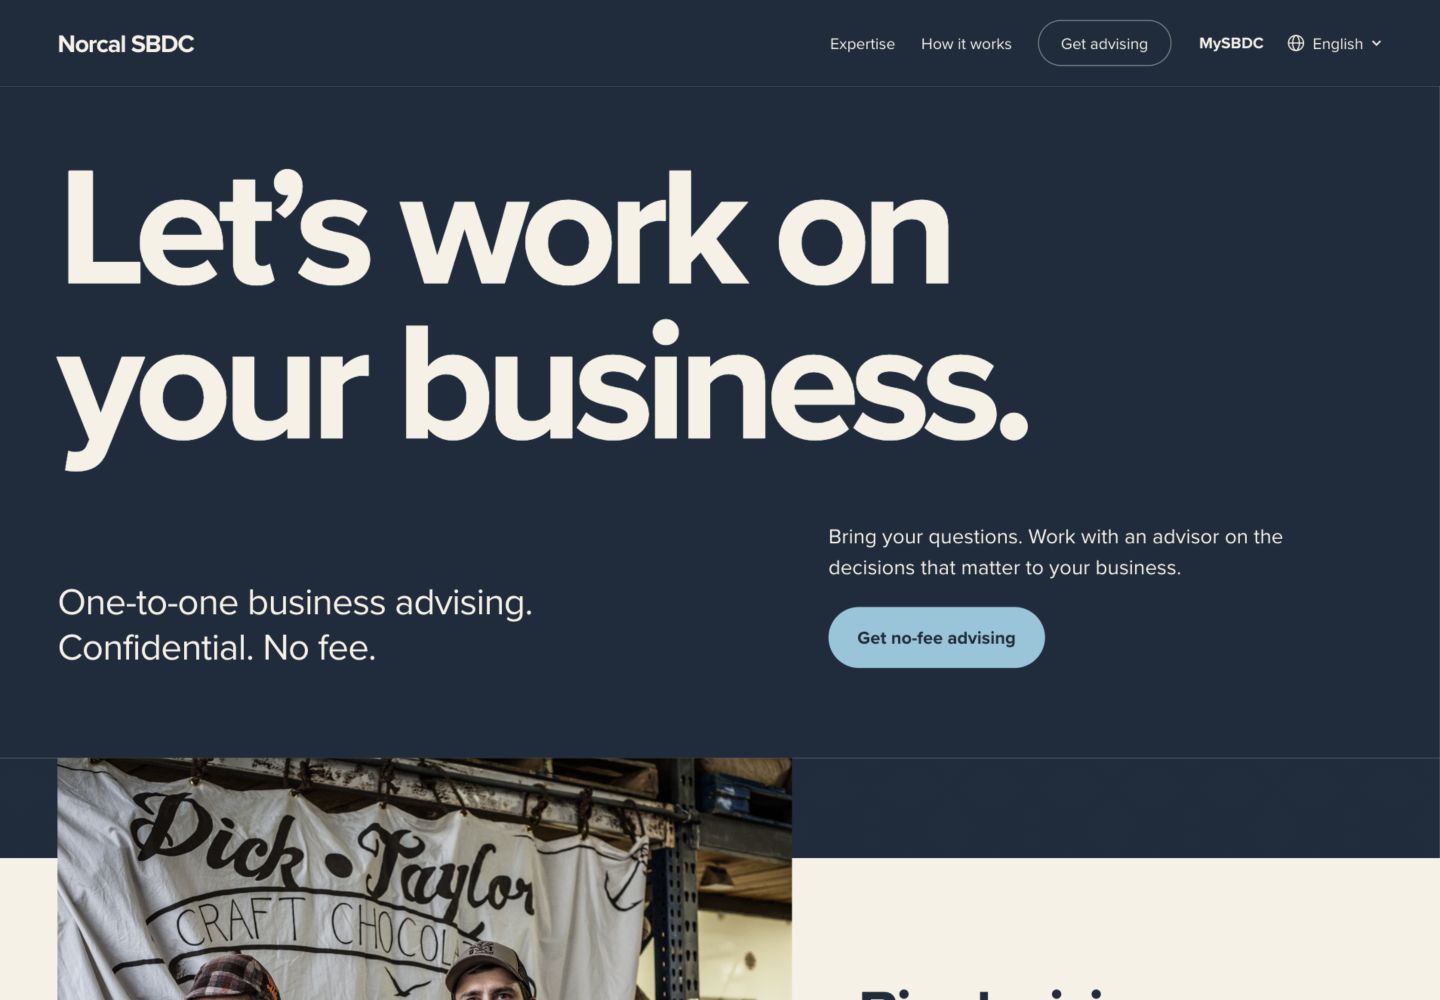 Norcal SBDC
Expertise
How it works
Get advising
MySBDC
English
Let’s work on
your business.
Bring your questions. Work with an advisor on the
decisions that matter to your business.
One-to-one business advising.
Confidential. No fee.
Get no-fee advising
Dick • Taylor
CRAFT